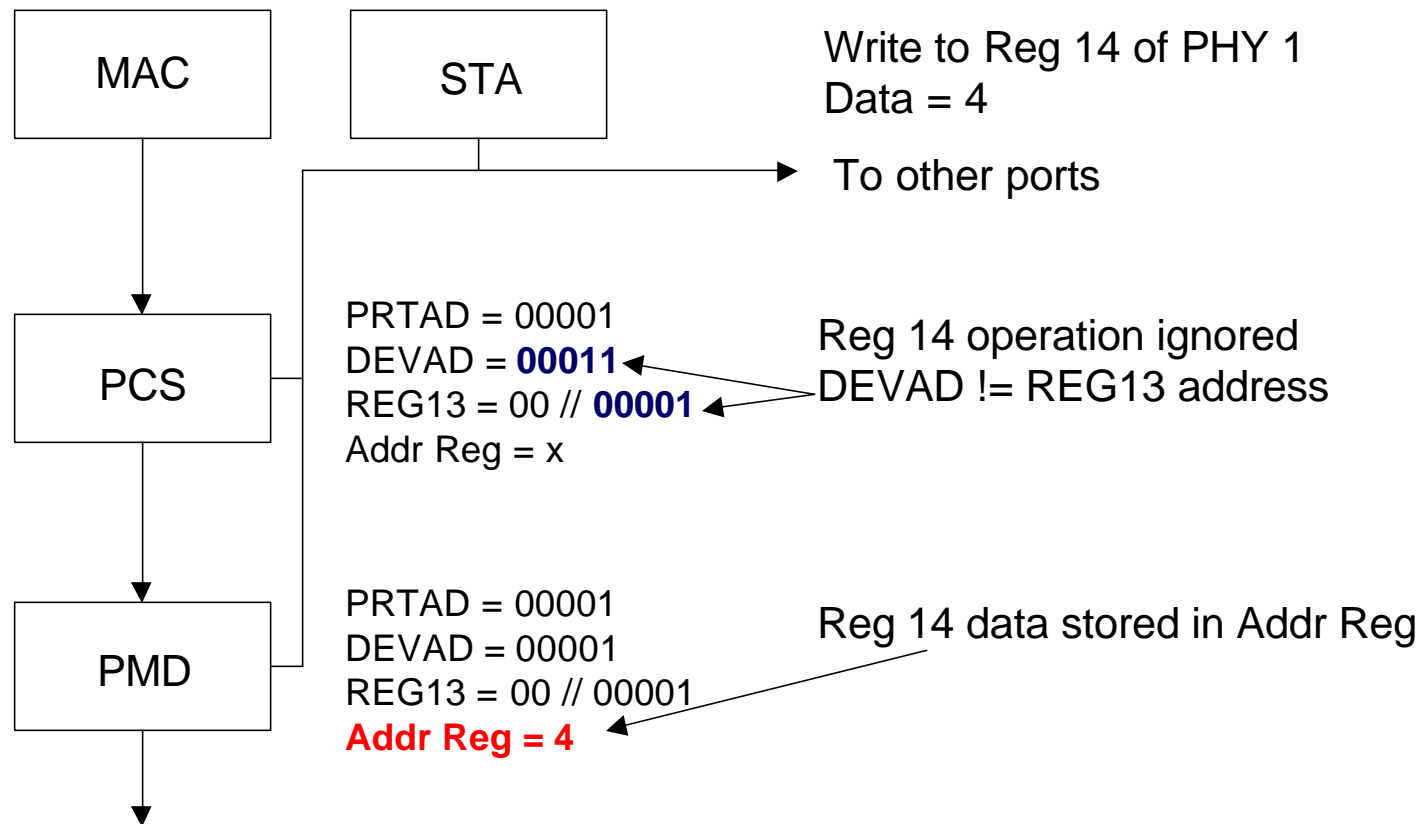 MAC
STA
Write to Reg 14 of PHY 1
Data = 4
To other ports
PCS
PRTAD = 00001
DEVAD = 00011
REG13 = 00 // 00001
Addr Reg = x
Reg 14 operation ignored
DEVAD != REG13 address
PMD
PRTAD = 00001
DEVAD = 00001
REG13 = 00 // 00001
Addr Reg = 4
Reg 14 data stored in Addr Reg